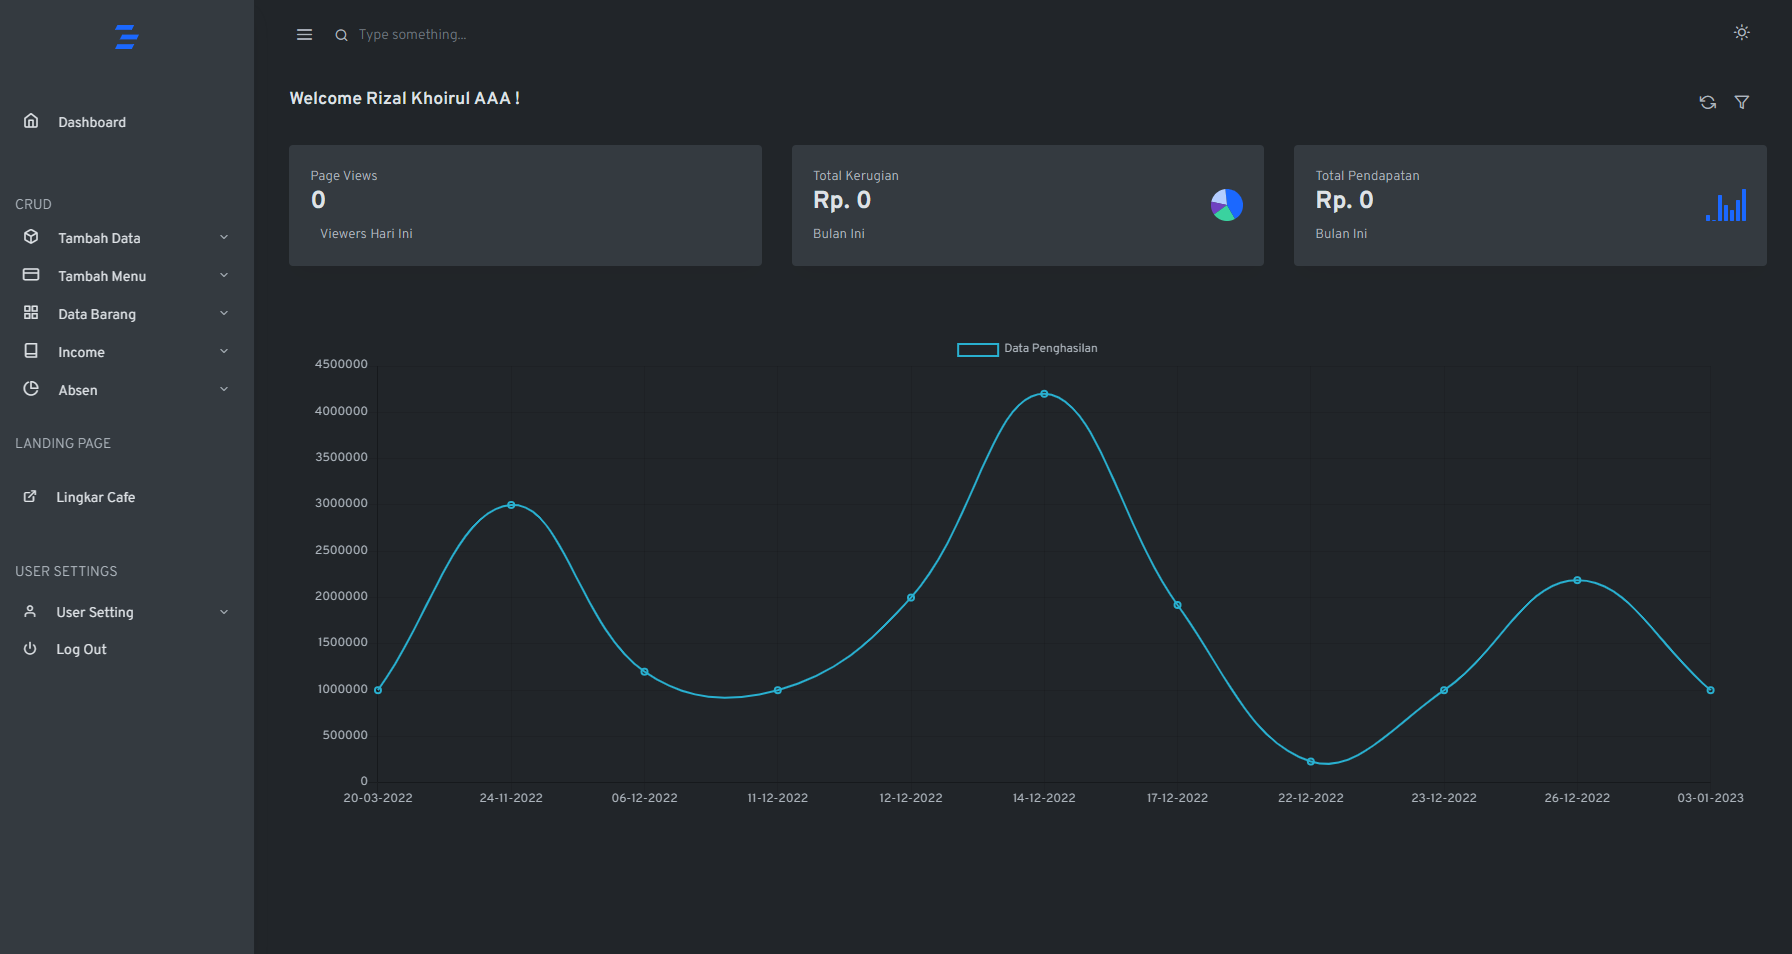 Type something...
Dashboard
CRUD
Tambah Data
Tambah Menu
Data Barang
Income
Absen
LANDING PAGE
Lingkar Cafe
USER SETTINGS
User Setting
Log Out
Welcome Rizal Khoirul AAA !
Page Views
0
Viewers Hari Ini
Total Kerugian
Rp. 0
Bulan Ini
Total Pendapatan
Rp. 0
Bulan Ini
Data Penghasilan
4500000
4000000
3500000
3000000
2500000
2000000
1500000
1000000
500000
0
20-03-2022 24-11-2022 06-12-2022 11-12-2022 12-12-2022 14-12-2022 17-12-2022 22-12-2022 23-12-2022 26-12-2022 03-01-2023